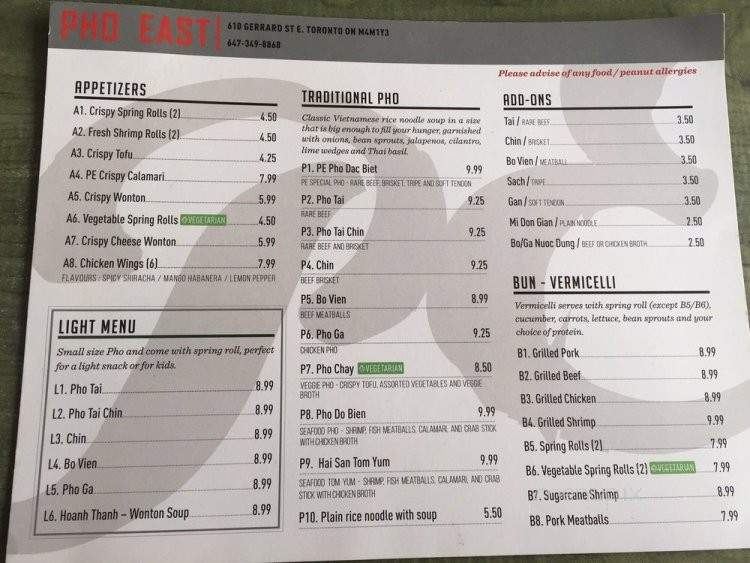 PHO EAST
610 GERRARD ST E. TORONTO ON M4M1Y3
647-349-8868
Please advise of any food / peanut allergies
APPETIZERS
A1. Crispy Spring Rolls (2) 4.50
A2. Fresh Shrimp Rolls (2) 4.50
A3. Crispy Tofu 4.25
A4. PE Crispy Calamari 7.99
A5. Crispy Wonton 5.99
A6. Vegetable Spring Rolls VEGETARIAN 4.50
A7. Crispy Cheese Wonton 5.99
A8. Chicken Wings (6) 7.99
FLAVOURS : SPICY SRIRACHA / MANGO HABANERA / LEMON PEPPER
LIGHT MENU
Small size Pho and come with spring roll, perfect
for a light snack or for kids.
L1. Pho Tai 8.99
L2. Pho Tai Chin 8.99
L3. Chin 8.99
L4. Bo Vien 8.99
L5. Pho Ga 8.99
L6. Hoanh Thanh – Wonton Soup 8.99
TRADITIONAL PHO
Classic Vietnamese rice noodle soup in a size
that is big enough to fill your hunger, garnished
with onions, bean sprouts, jalapenos, cilantro,
lime wedges and Thai basil.
P1. PE Pho Dac Biet 9.99
PE SPECIAL PHO - RARE BEEF, BRISKET, TRIPE AND SOFT TENDON
P2. Pho Tai 9.25
RARE BEEF
P3. Pho Tai Chin 9.25
RARE BEEF AND BRISKET
P4. Chin 9.25
BEEF BRISKET
P5. Bo Vien 8.99
BEEF MEATBALLS
P6. Pho Ga 9.25
CHICKEN PHO
P7. Pho Chay VEGETARIAN 8.50
VEGGIE PHO - CRISPY TOFU, ASSORTED VEGETABLES AND VEGGIE
BROTH
P8. Pho Do Bien 9.99
SEAFOOD PHO - SHRIMP, FISH MEATBALLS, CALAMARI, AND CRAB STICK
WITH CHICKEN BROTH
P9. Hai San Tom Yum 9.99
SEAFOOD TOM YUM - SHRIMP, FISH MEATBALLS, CALAMARI, AND CRAB
STICK WITH CHICKEN BROTH
P10. Plain rice noodle with soup 5.50
ADD-ONS
Tai / RARE BEEF 3.50
Chin / BRISKET 3.50
Bo Vien / MEATBALL 3.50
Sach / TRIPE 3.50
Gan / SOFT TENDON 3.50
Mi Don Gian / PLAIN NOODLE 2.50
Bo/Ga Nuoc Dung / BEEF OR CHICKEN BROTH 2.50
BUN - VERMICELLI
Vermicelli serves with spring roll (except B5/B6),
cucumber, carrots, lettuce, bean sprouts and your
choice of protein.
B1. Grilled Pork 8.99
B2. Grilled Beef 8.99
B3. Grilled Chicken 8.99
B4. Grilled Shrimp 9.99
B5. Spring Rolls (2) 7.99
B6. Vegetable Spring Rolls (2) VEGETARIAN 7.99
B7. Sugarcane Shrimp 8.99
B8. Pork Meatballs 7.99